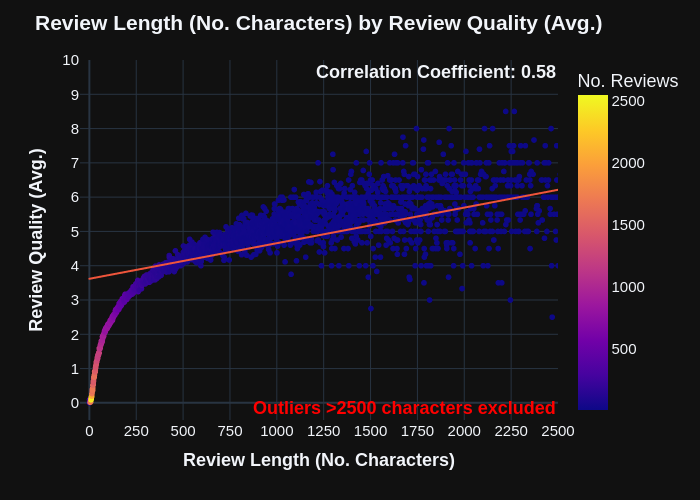 Review Length (No. Characters) by Review Quality (Avg.)
Correlation Coefficient: 0.58
No. Reviews
10
9
8
7
6
5
4
3
2
1
0
Review Quality (Avg.)
2500
2000
1500
1000
500
Outliers >2500 characters excluded
0 250 500 750 1000 1250 1500 1750 2000 2250 2500
Review Length (No. Characters)